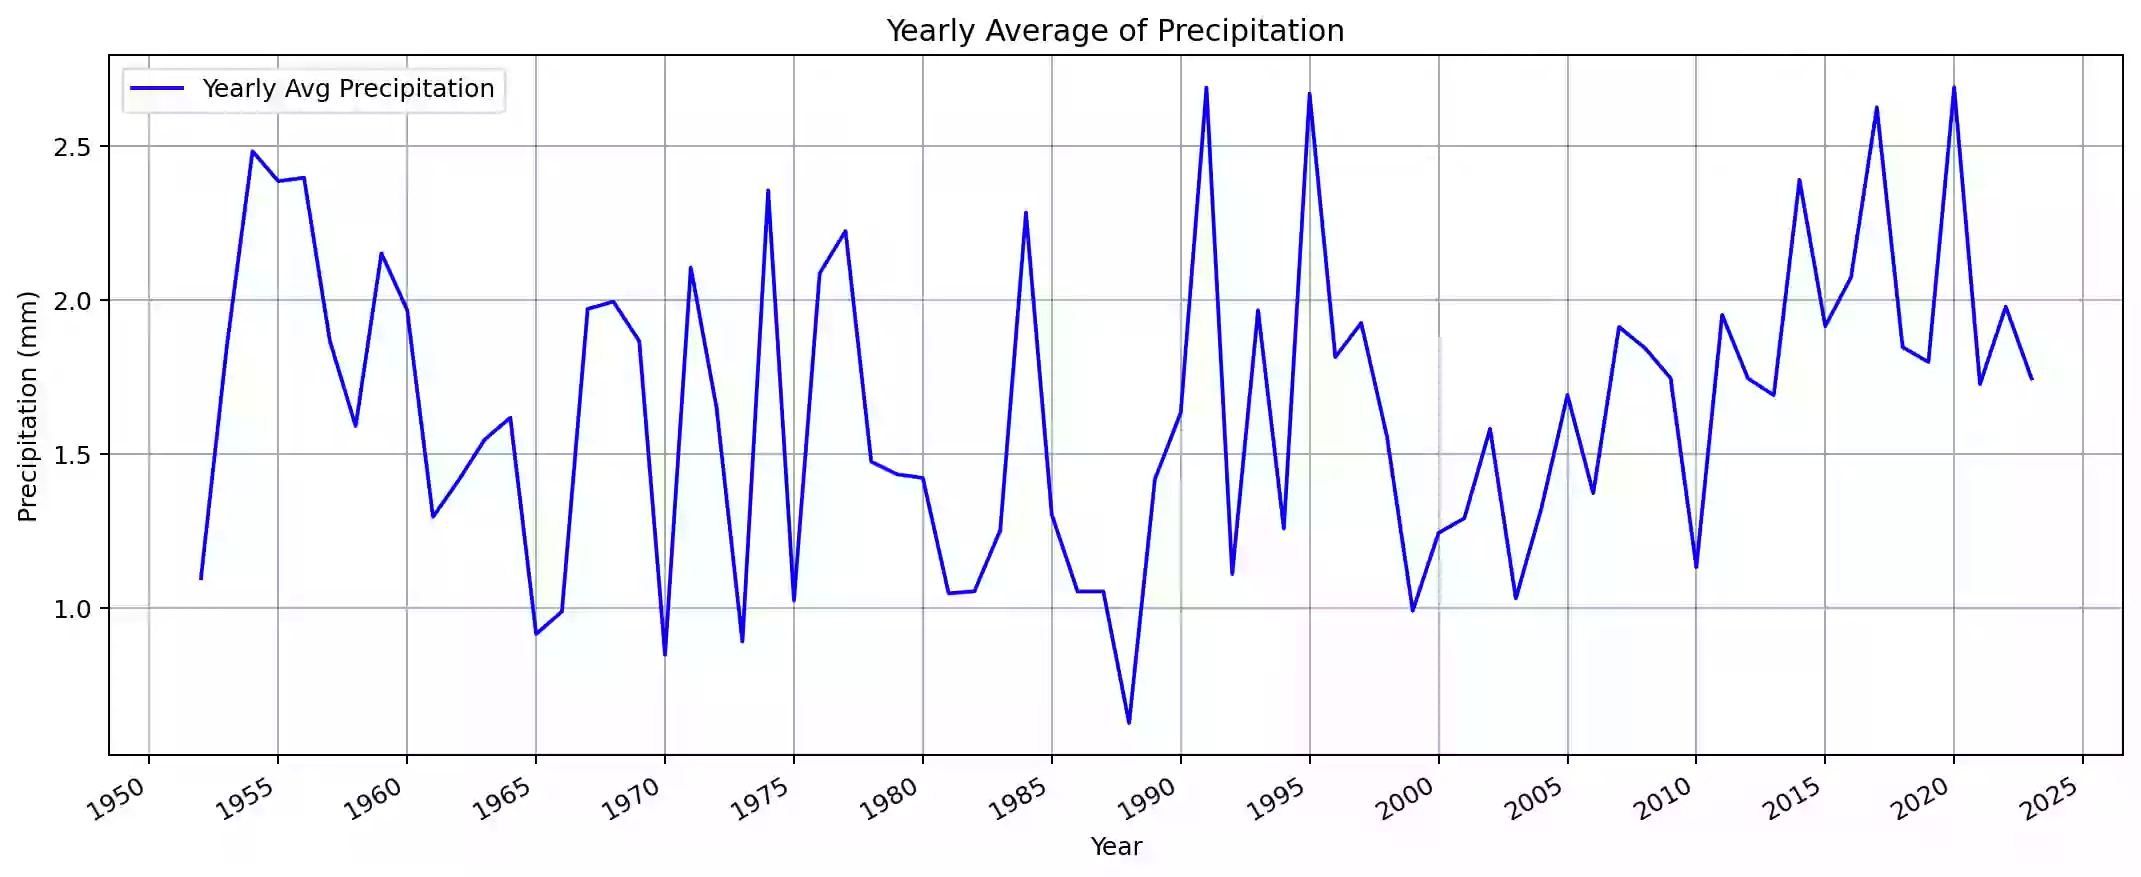 Yearly Average of Precipitation
Yearly Avg Precipitation
2.5
2.0
1.5
1.0
Precipitation (mm)
1950 1955 1960 1965 1970 1975 1980 1985 1990 1995 2000 2005 2010 2015 2020 2025
Year